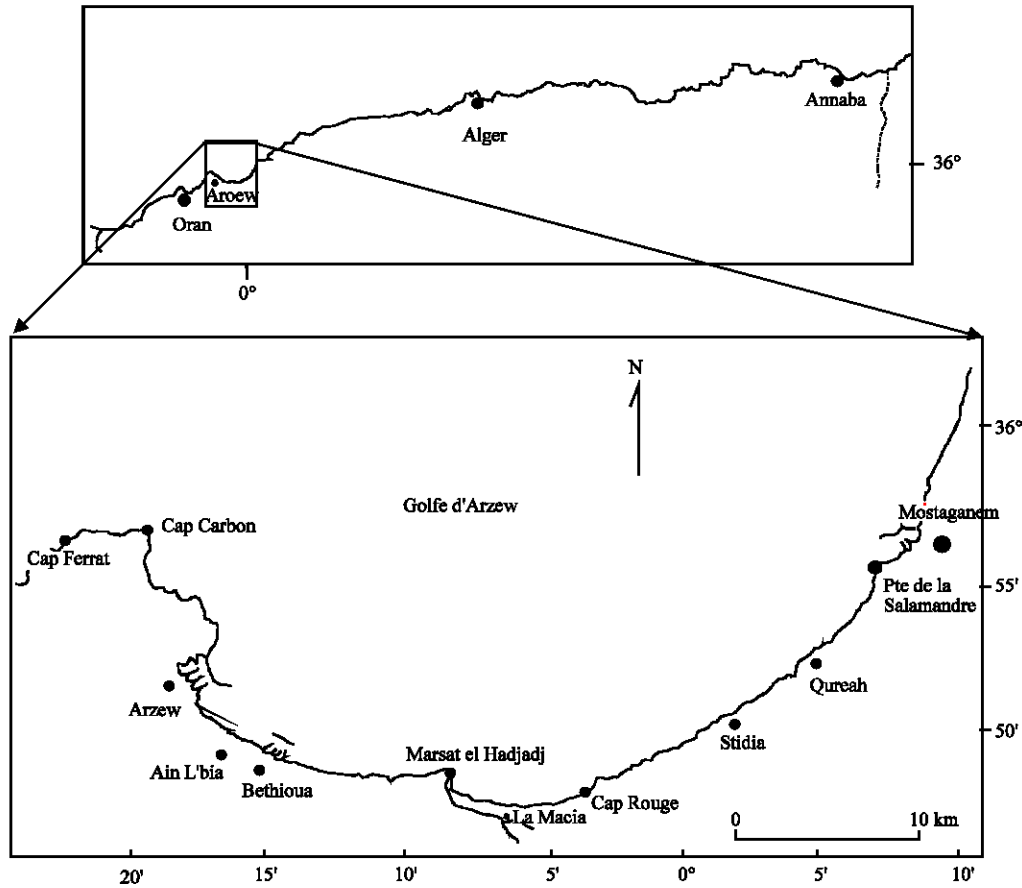 Annaba
Alger
36°
Aroew
Oran
0°
N
36°
Golfe d'Arzew
Mostaganem
Cap Carbon
Cap Ferrat
Pte de la
Salamandre
55'
Qureah
Arzew
Stidia
50'
Marsat el Hadjadj
Ain L'bia
Bethioua
Cap Rouge
La Macia
0 10 km
20' 15' 10' 5' 0° 5' 10'